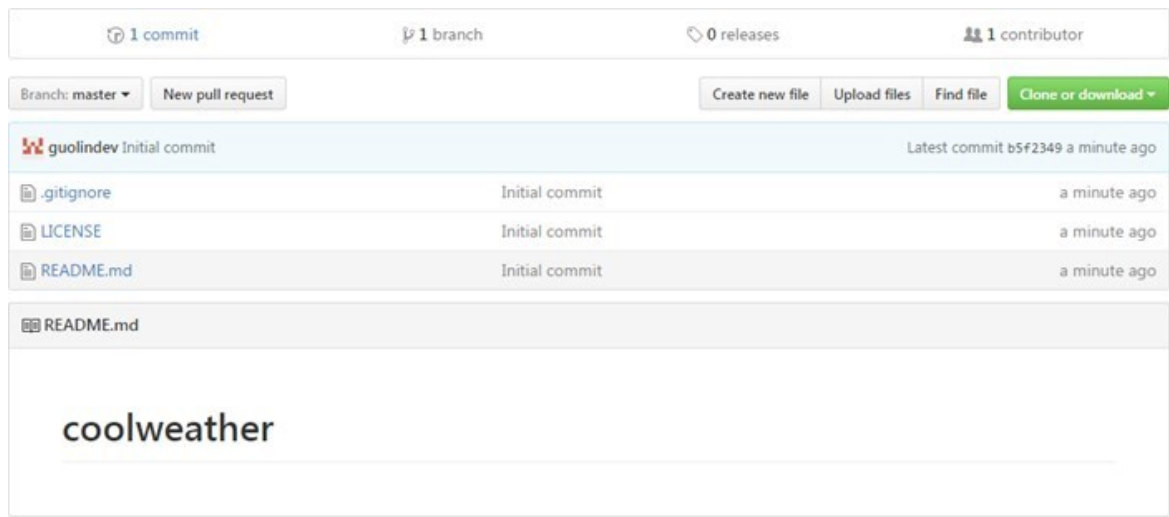 1 commit 1 branch 0 releases 1 contributor
Branch: master New pull request Create new file Upload files Find file Clone or download
guolindev Initial commit Latest commit b5f2349 a minute ago
.gitignore Initial commit a minute ago
LICENSE Initial commit a minute ago
README.md Initial commit a minute ago
README.md
coolweather